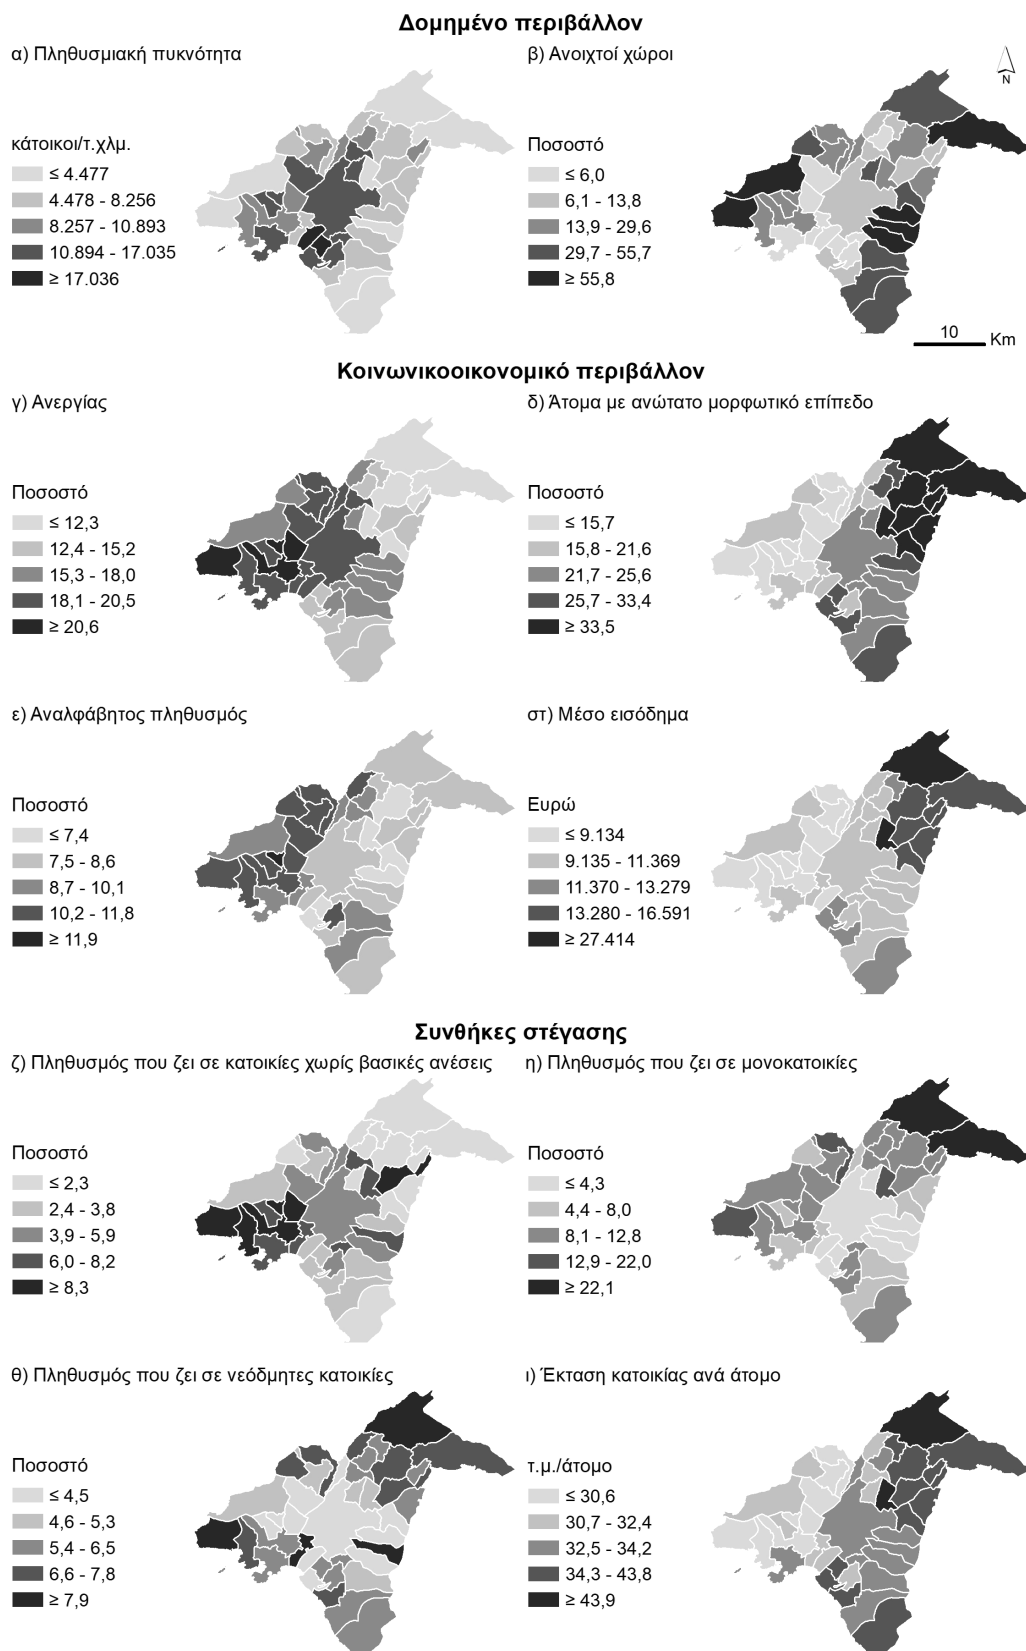 Δομημένο περιβάλλον
α) Πληθυσμιακή πυκνότητα
κάτοικοι/τ.χλμ.
≤ 4.477
4.478 - 8.256
8.257 - 10.893
10.894 - 17.035
≥ 17.036
β) Ανοιχτοί χώροι
N
Ποσοστό
≤ 6,0
6,1 - 13,8
13,9 - 29,6
29,7 - 55,7
≥ 55,8
10 Km
Κοινωνικοοικονομικό περιβάλλον
γ) Ανεργίας
Ποσοστό
≤ 12,3
12,4 - 15,2
15,3 - 18,0
18,1 - 20,5
≥ 20,6
δ) Άτομα με ανώτατο μορφωτικό επίπεδο
Ποσοστό
≤ 15,7
15,8 - 21,6
21,7 - 25,6
25,7 - 33,4
≥ 33,5
ε) Αναλφάβητος πληθυσμός
Ποσοστό
≤ 7,4
7,5 - 8,6
8,7 - 10,1
10,2 - 11,8
≥ 11,9
στ) Μέσο εισόδημα
Ευρώ
≤ 9.134
9.135 - 11.369
11.370 - 13.279
13.280 - 16.591
≥ 27.414
Συνθήκες στέγασης
ζ) Πληθυσμός που ζει σε κατοικίες χωρίς βασικές ανέσεις
Ποσοστό
≤ 2,3
2,4 - 3,8
3,9 - 5,9
6,0 - 8,2
≥ 8,3
η) Πληθυσμός που ζει σε μονοκατοικίες
Ποσοστό
≤ 4,3
4,4 - 8,0
8,1 - 12,8
12,9 - 22,0
≥ 22,1
θ) Πληθυσμός που ζει σε νεόδμητες κατοικίες
Ποσοστό
≤ 4,5
4,6 - 5,3
5,4 - 6,5
6,6 - 7,8
≥ 7,9
ι) Έκταση κατοικίας ανά άτομο
τ.μ./άτομο
≤ 30,6
30,7 - 32,4
32,5 - 34,2
34,3 - 43,8
≥ 43,9